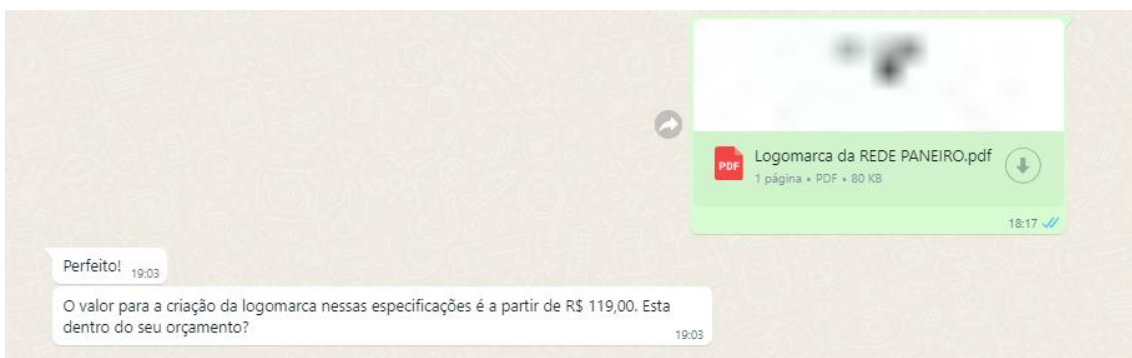 PDF
Logomarca da REDE PANEIRO.pdf
1 página • PDF • 80 KB
18:17
Perfeito!
19:03
O valor para a criação da logomarca nessas especificações é a partir de R$ 119,00. Esta
dentro do seu orçamento?
19:03